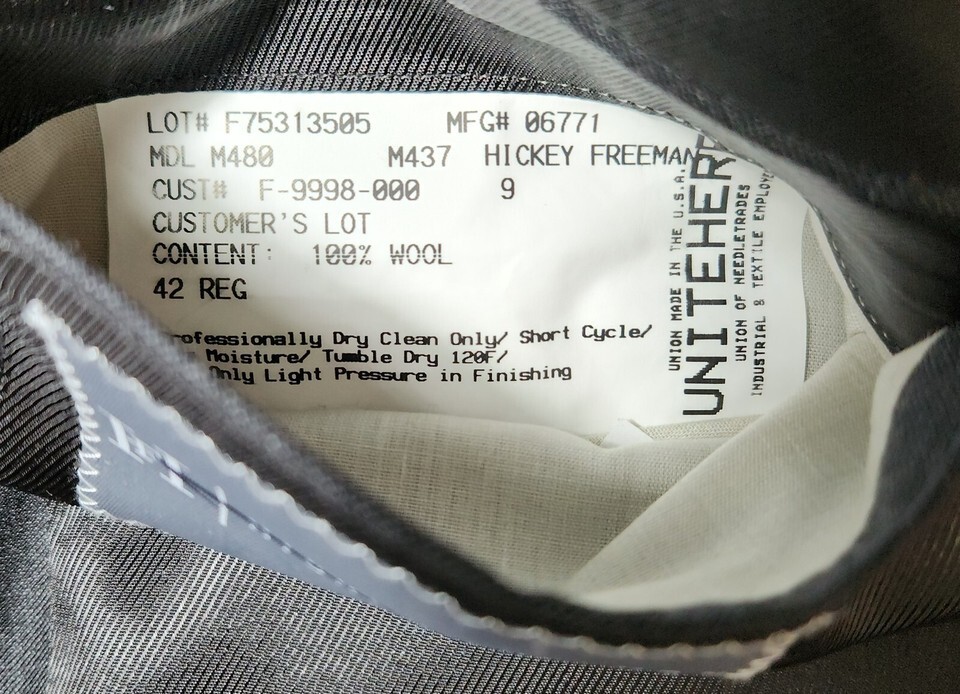 LOT# F75313505 MFG# 06771
MDL M480 M437 HICKEY FREEMAN
CUST# F-9998-000 9
CUSTOMER'S LOT
CONTENT: 100% WOOL
42 REG
rofessionally Dry Clean Only/ Short Cycle/
Moisture/ Tumble Dry 120F/
Only Light Pressure in Finishing
UNION MADE IN THE U.S.A.
UNITEHERE
UNION OF NEEDLETRADES
INDUSTRIAL & TEXTILE EMPLOYE